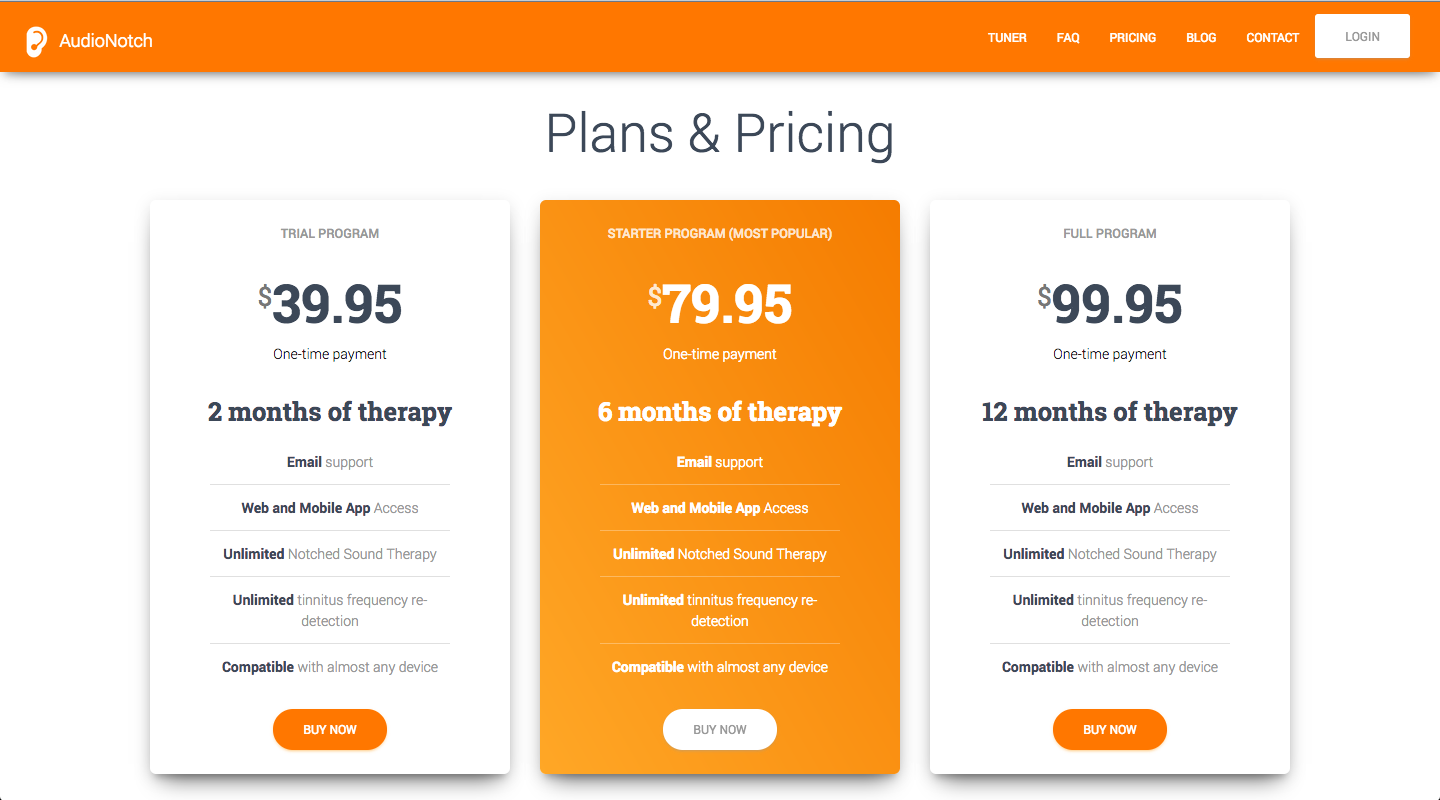 AudioNotch
TUNER
FAQ
PRICING
BLOG
CONTACT
LOGIN
Plans & Pricing
TRIAL PROGRAM
$39.95
One-time payment
2 months of therapy
Email support
Web and Mobile App Access
Unlimited Notched Sound Therapy
Unlimited tinnitus frequency re-
detection
Compatible with almost any device
BUY NOW
STARTER PROGRAM (MOST POPULAR)
$79.95
One-time payment
6 months of therapy
Email support
Web and Mobile App Access
Unlimited Notched Sound Therapy
Unlimited tinnitus frequency re-
detection
Compatible with almost any device
BUY NOW
FULL PROGRAM
$99.95
One-time payment
12 months of therapy
Email support
Web and Mobile App Access
Unlimited Notched Sound Therapy
Unlimited tinnitus frequency re-
detection
Compatible with almost any device
BUY NOW